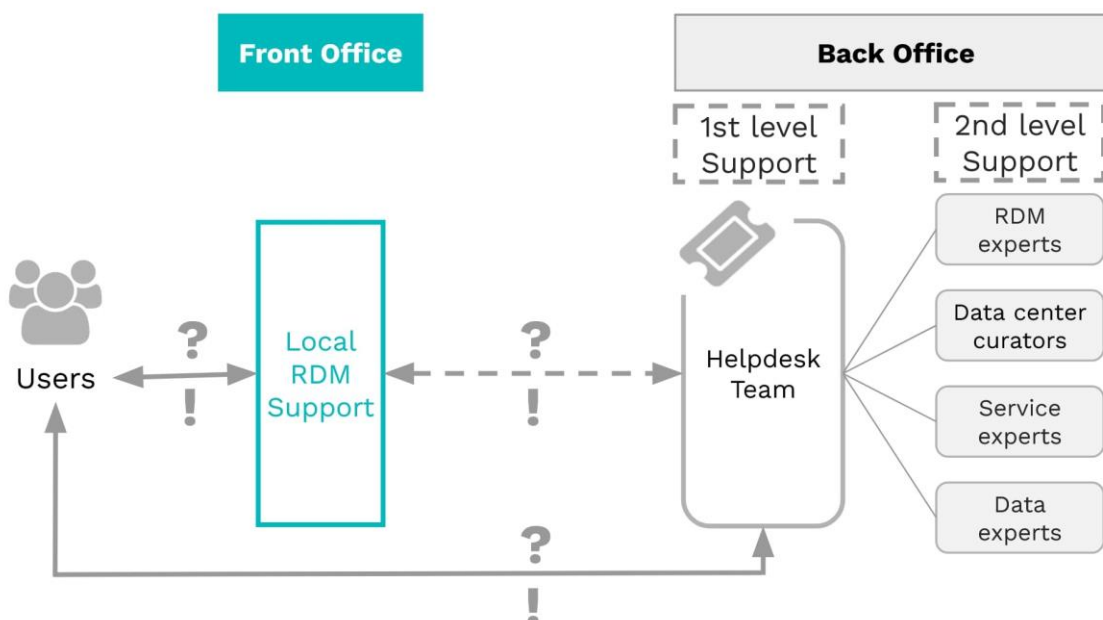 Front Office
Back Office
1st level
Support
2nd level
Support
RDM
experts
Data center
curators
Service
experts
Data
experts
Helpdesk
Team
Local
RDM
Support
Users
?
!
?
!
?
!